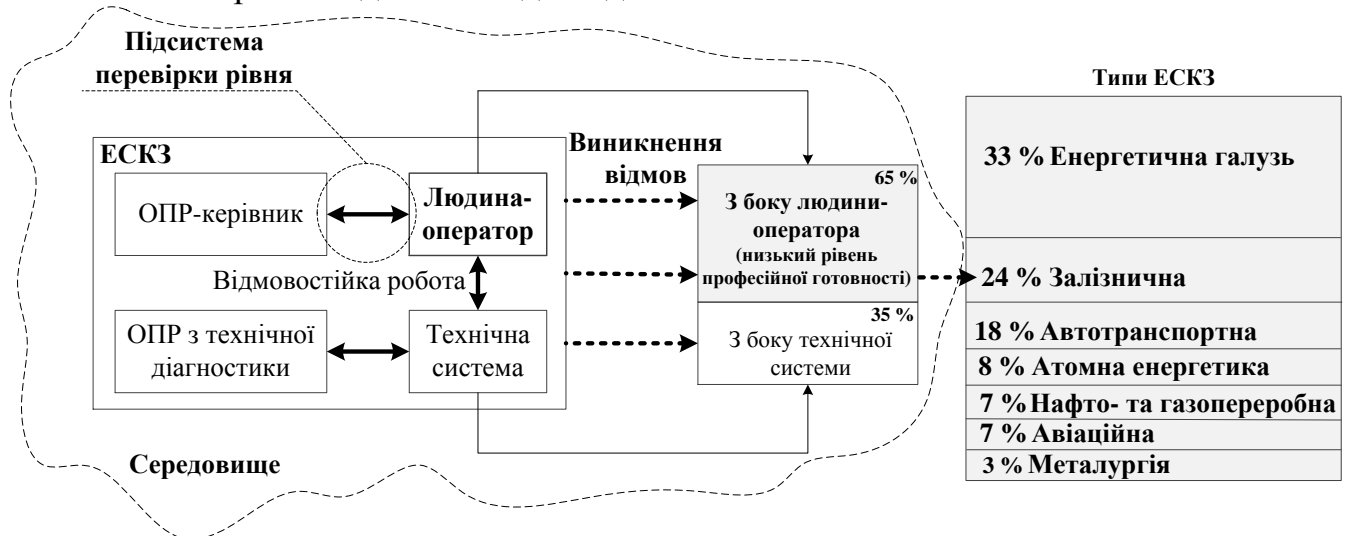 Підсистема
перевірки рівня
ЕСКЗ
ОПР-керівник
Людина-
оператор
Відмовостійка робота
ОПР з технічної
діагностики
Технічна
система
Середовище
Виникнення
відмов
65 %
З боку людини-
оператора
(низький рівень
професійної готовності)
35 %
З боку технічної
системи
Типи ЕСКЗ
33 % Енергетична галузь
24 % Залізнична
18 % Автотранспортна
8 % Атомна енергетика
7 % Нафто- та газопереробна
7 % Авіаційна
3 % Металургія